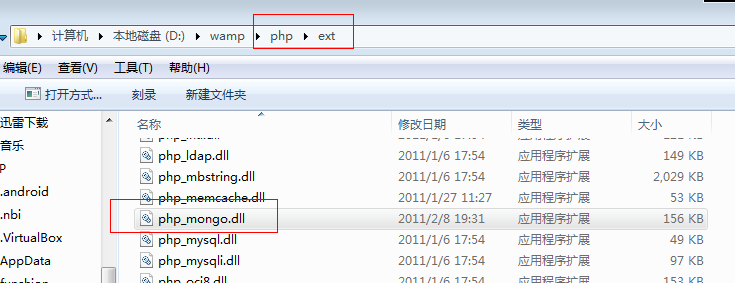 计算机 本地磁盘 (D:) wamp php ext
编辑(E) 查看(V) 工具(T) 帮助(H)
打开方式... 刻录 新建文件夹
迅雷下载
音乐
P
.android
.nbi
.VirtualBox
AppData
名称 修改日期 类型 大小
php_ldap.dll 2011/1/6 17:54 应用程序扩展 149 KB
php_mbstring.dll 2011/1/6 17:54 应用程序扩展 2,029 KB
php_memcache.dll 2011/1/27 11:27 应用程序扩展 53 KB
php_mongo.dll 2011/2/8 19:31 应用程序扩展 156 KB
php_mysql.dll 2011/1/6 17:54 应用程序扩展 49 KB
php_mysqli.dll 2011/1/6 17:54 应用程序扩展 97 KB
php_oci8.dll 2011/1/6 17:54 应用程序扩展 153 KB